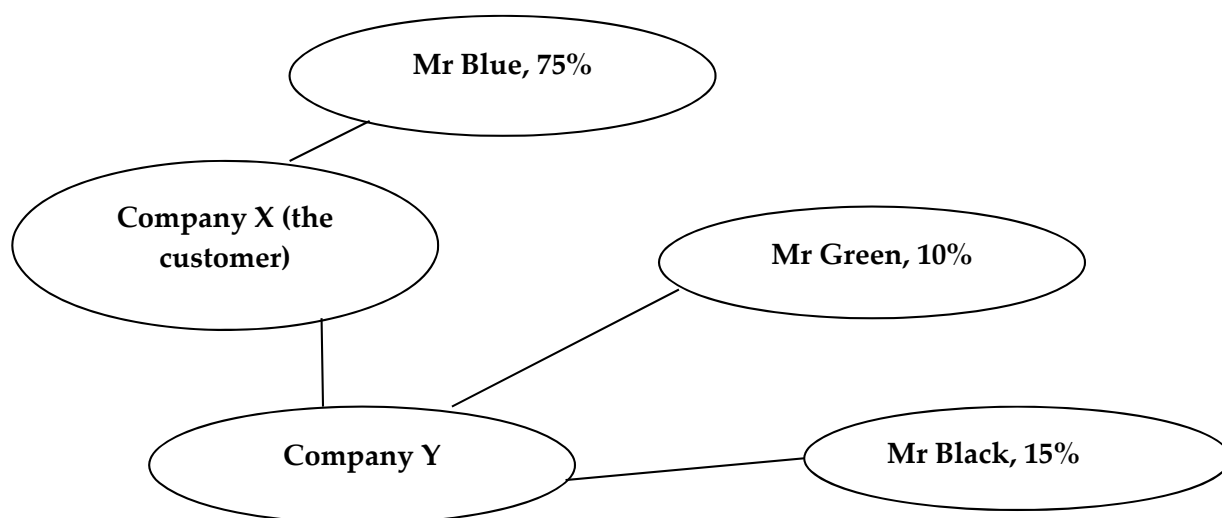 Mr Blue, 75%
Company X (the
customer)
Mr Green, 10%
Company Y
Mr Black, 15%